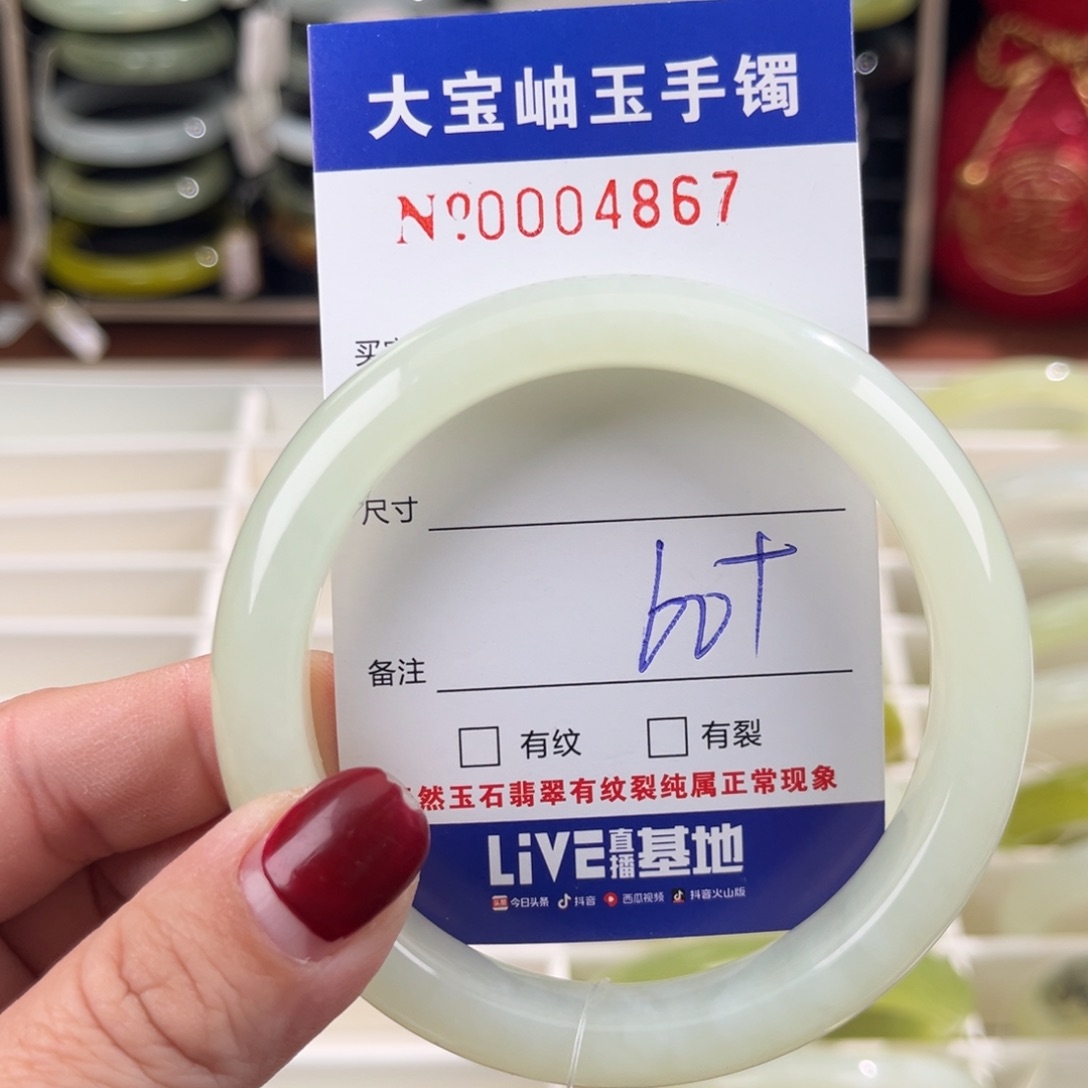 大宝岫玉手镯
Nº0004867
买
尺寸
备注
有纹 有裂
然玉石翡翠有纹裂纯属正常现象
LiVE直播基地
今日头条 抖音 西瓜视频 抖音火山版